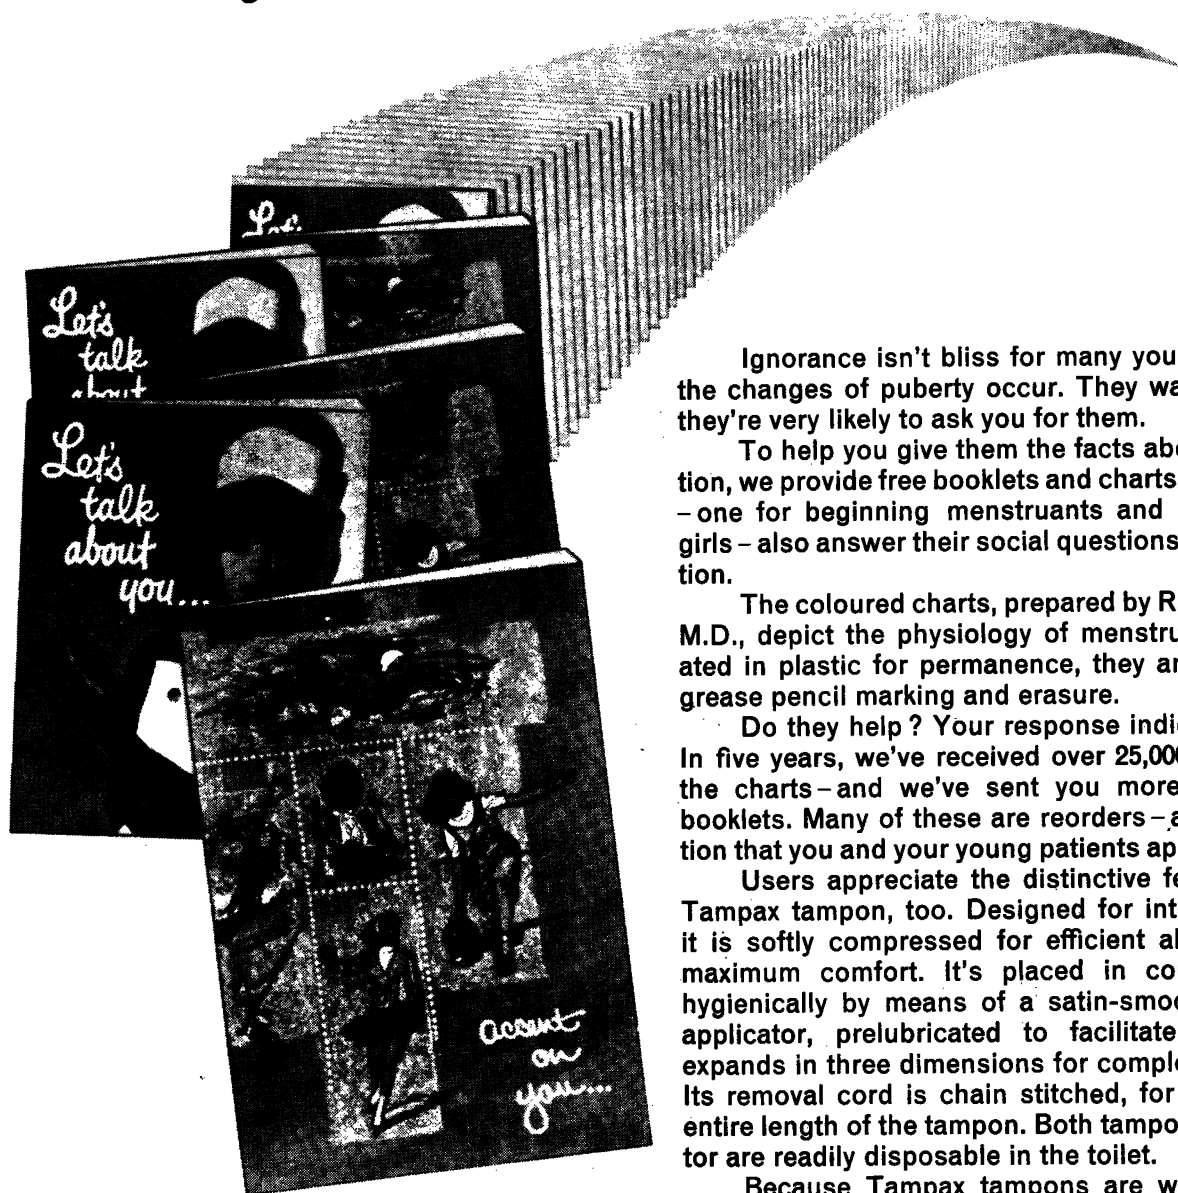 Let's
Let's
talk
about
Let's
talk
about
you...
accent
on
you...
Ignorance isn't bliss for many you
the changes of puberty occur. They wa
they're very likely to ask you for them.
To help you give them the facts abo
tion, we provide free booklets and charts
– one for beginning menstruants and
girls – also answer their social questions
tion.
The coloured charts, prepared by R
M.D., depict the physiology of menstru
ated in plastic for permanence, they ar
grease pencil marking and erasure.
Do they help ? Your response indi
In five years, we've received over 25,000
the charts – and we've sent you more
booklets. Many of these are reorders – a
tion that you and your young patients ap
Users appreciate the distinctive fe
Tampax tampon, too. Designed for int
it is softly compressed for efficient a
maximum comfort. It's placed in co
hygienically by means of a satin-smoo
applicator, prelubricated to facilitate
expands in three dimensions for comple
Its removal cord is chain stitched, for
entire length of the tampon. Both tampo
tor are readily disposable in the toilet.
Because Tampax tampons are w